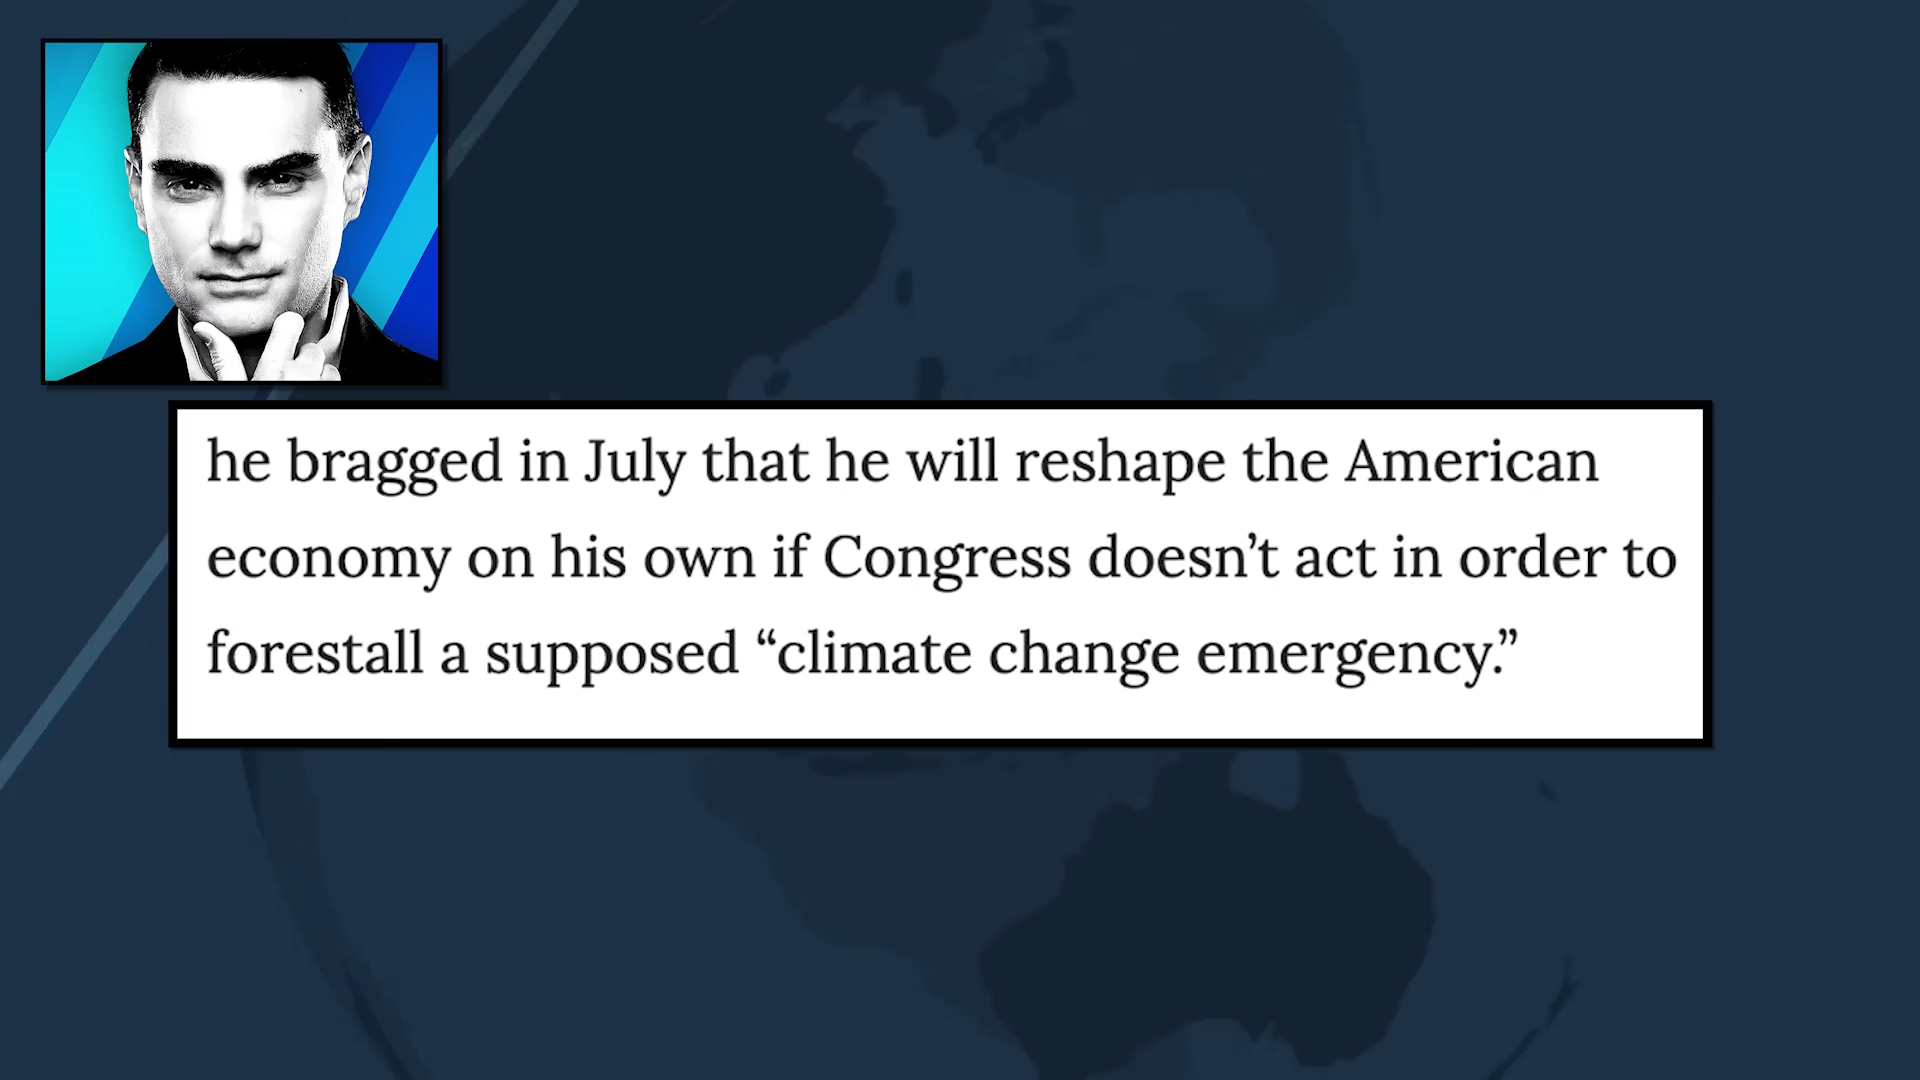 he bragged in July that he will reshape the American
economy on his own if Congress doesn’t act in order to
forestall a supposed “climate change emergency.”